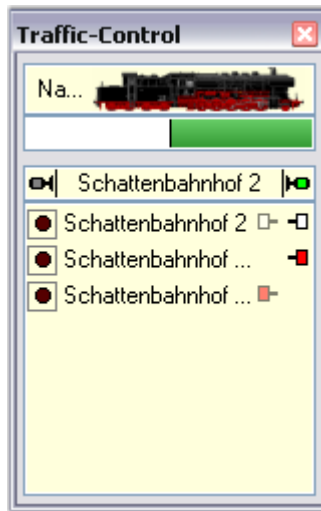 Traffic-Control
Na...
Schattenbahnhof 2
Schattenbahnhof 2
Schattenbahnhof ...
Schattenbahnhof ...